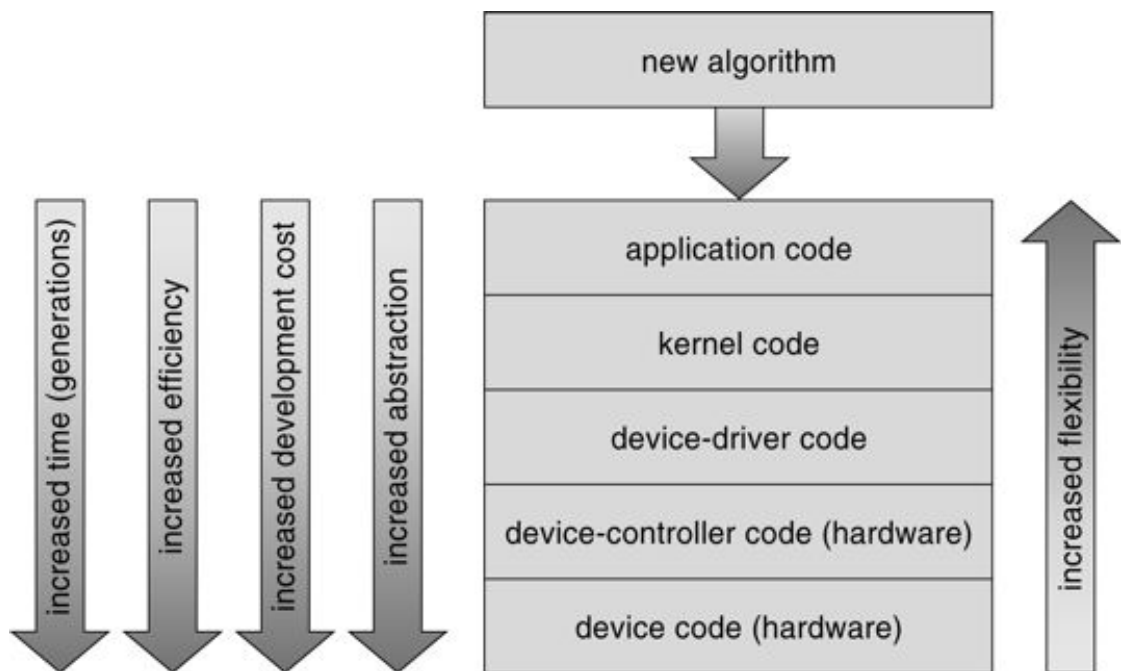 new algorithm
increased time (generations)
increased efficiency
increased development cost
increased abstraction
application code
kernel code
device-driver code
device-controller code (hardware)
device code (hardware)
increased flexibility